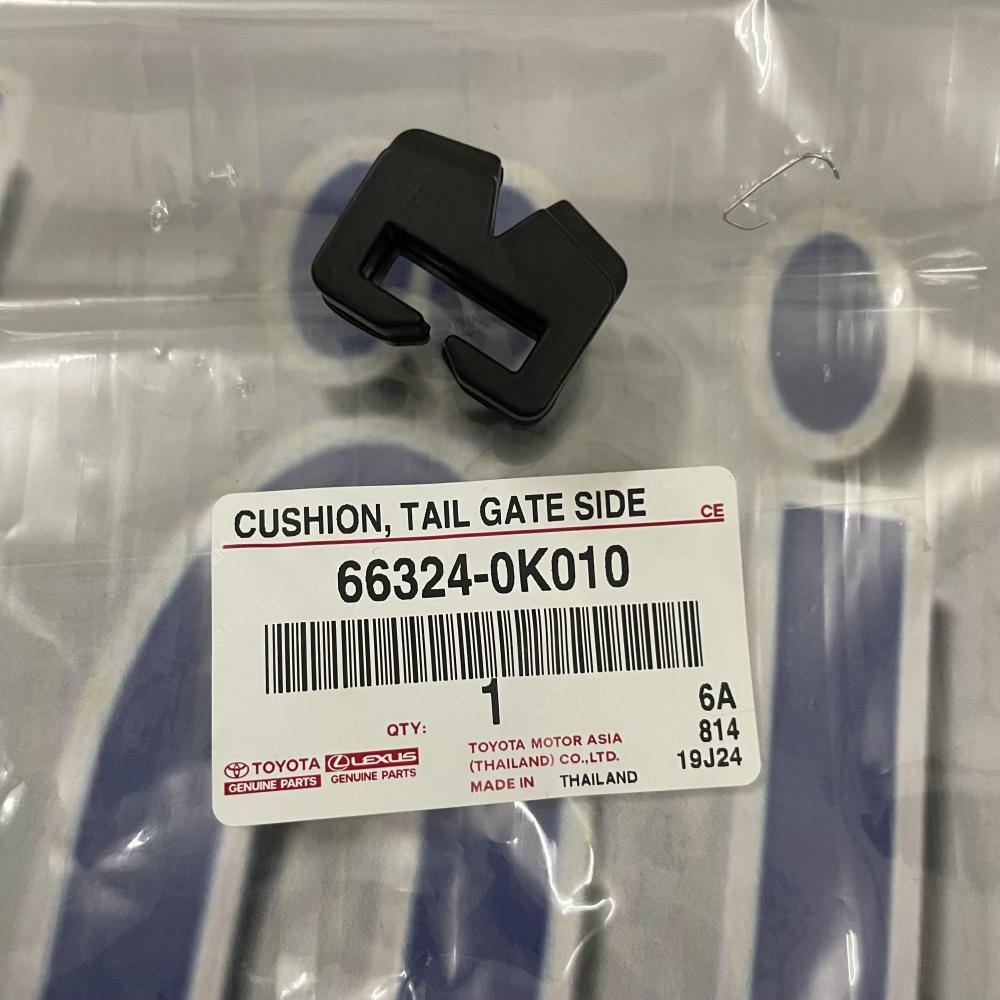 CUSHION, TAIL GATE SIDE CE
66324-0K010
1
QTY:
6A
814
19J24
TOYOTA
GENUINE PARTS
LEXUS
GENUINE PARTS
TOYOTA MOTOR ASIA
(THAILAND) CO.,LTD.
MADE IN THAILAND